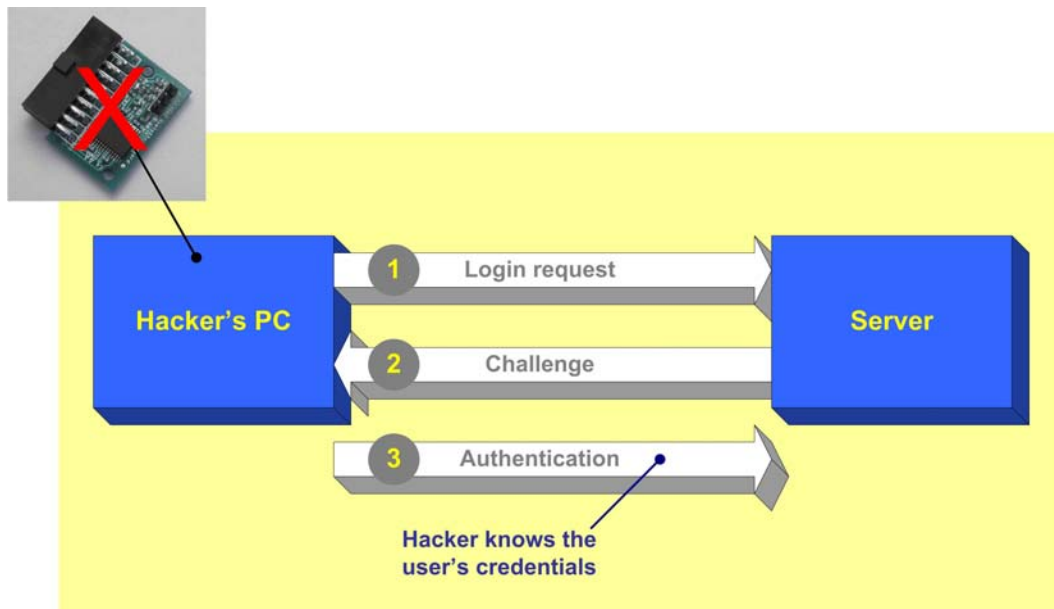 1
Login request
Hacker's PC
Server
2
Challenge
3
Authentication
Hacker knows the
user's credentials